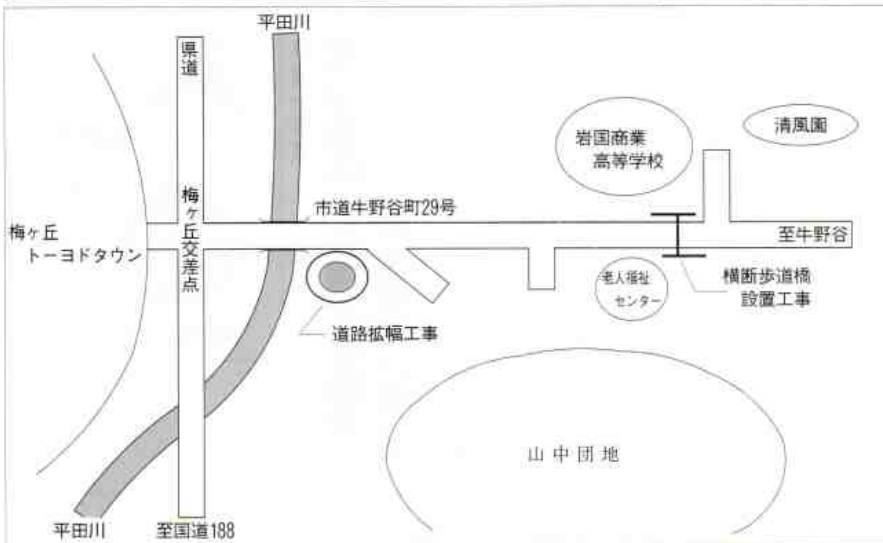 平田川
県道
清風園
岩国商業
高等学校
市道牛野谷町29号
梅ヶ丘交差点
梅ヶ丘
トーヨドタウン
至牛野谷
老人福祉
センター
横断歩道橋
設置工事
道路拡幅工事
山中団地
平田川
至国道188